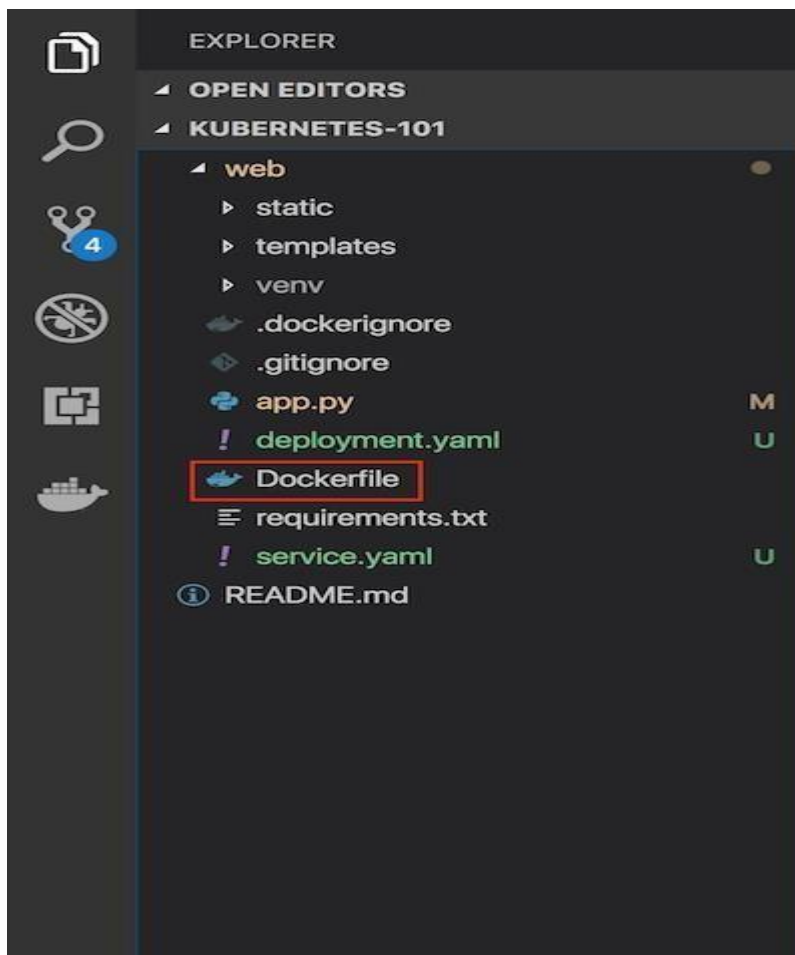 EXPLORER
OPEN EDITORS
KUBERNETES-101
web
static
templates
4
venv
.dockerignore
.gitignore
app.py M
deployment.yaml U
Dockerfile
requirements.txt
service.yaml U
README.md